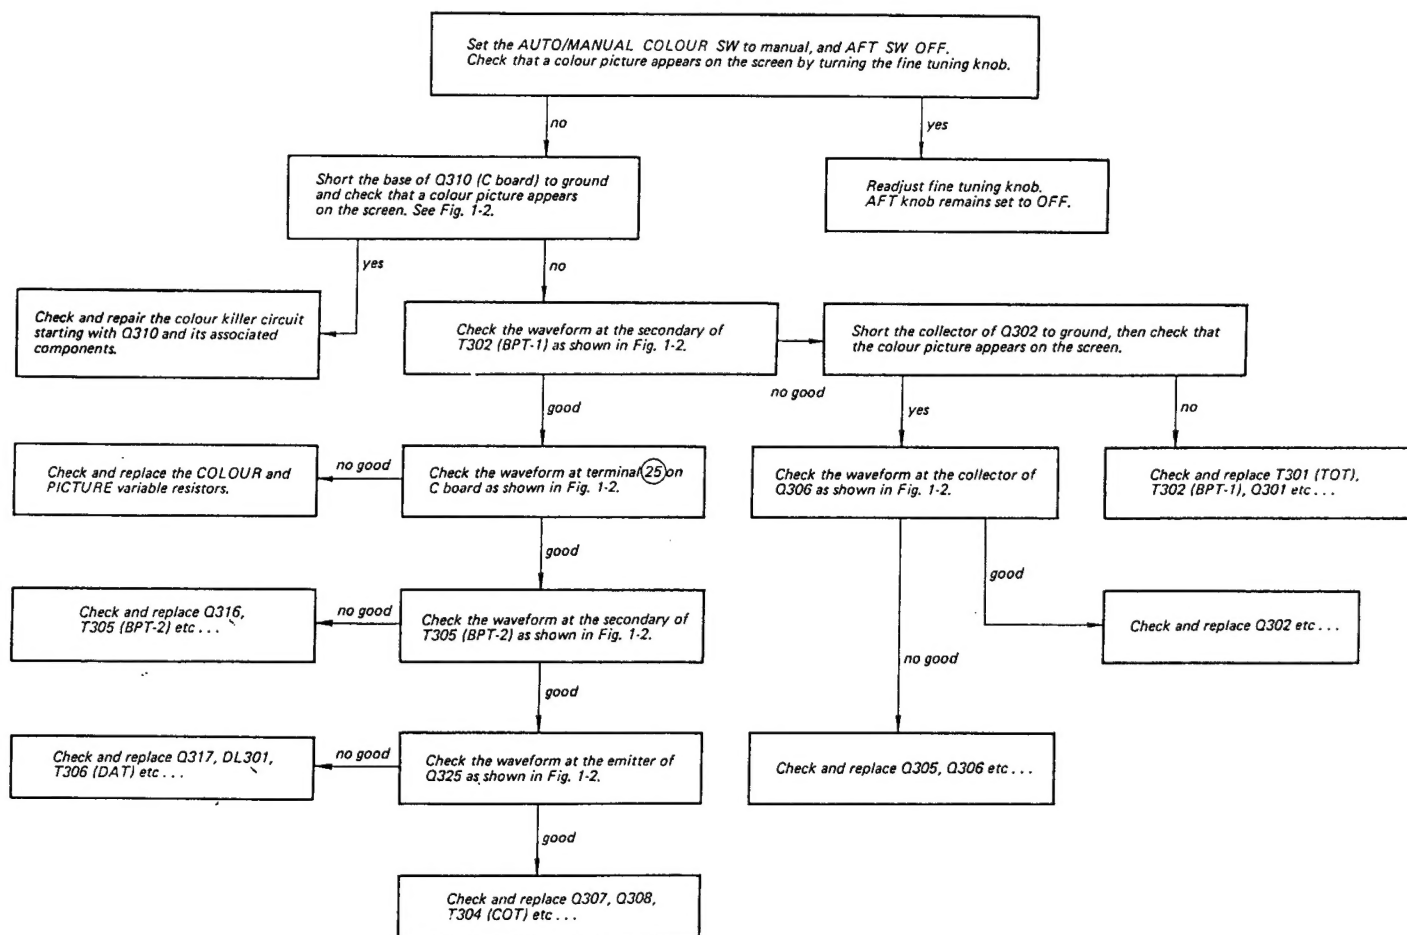 Set the AUTO/MANUAL COLOUR SW to manual, and AFT SW OFF.
Check that a colour picture appears on the screen by turning the fine tuning knob.
no
yes
Short the base of Q310 (C board) to ground
and check that a colour picture appears
on the screen. See Fig. 1-2.
Readjust fine tuning knob.
AFT knob remains set to OFF.
yes
no
Check and repair the colour killer circuit
starting with Q310 and its associated
components.
Check the waveform at the secondary of
T302 (BPT-1) as shown in Fig. 1-2.
Short the collector of Q302 to ground, then check that
the colour picture appears on the screen.
good
no good
yes
no
Check and replace the COLOUR and
PICTURE variable resistors.
no good
Check the waveform at terminal 25 on
C board as shown in Fig. 1-2.
Check the waveform at the collector of
Q306 as shown in Fig. 1-2.
Check and replace T301 (TOT),
T302 (BPT-1), Q301 etc . . .
good
good
Check and replace Q316,
T305 (BPT-2) etc . . .
no good
Check the waveform at the secondary of
T305 (BPT-2) as shown in Fig. 1-2.
Check and replace Q302 etc . . .
no good
good
Check and replace Q317, DL301,
T306 (DAT) etc . . .
no good
Check the waveform at the emitter of
Q325 as shown in Fig. 1-2.
Check and replace Q305, Q306 etc . . .
good
Check and replace Q307, Q308,
T304 (COT) etc . . .